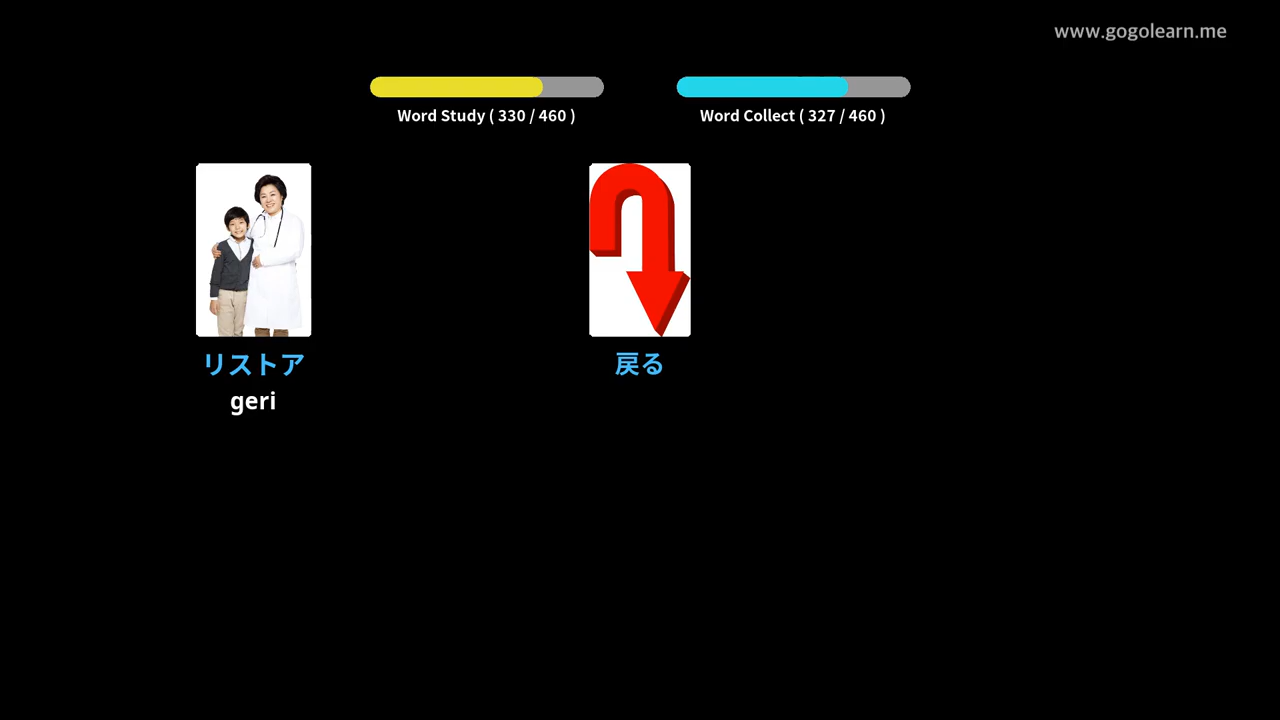 www.gogolearn.me
Word Study ( 330 / 460 )
Word Collect ( 327 / 460 )
リストア
戻る
geri